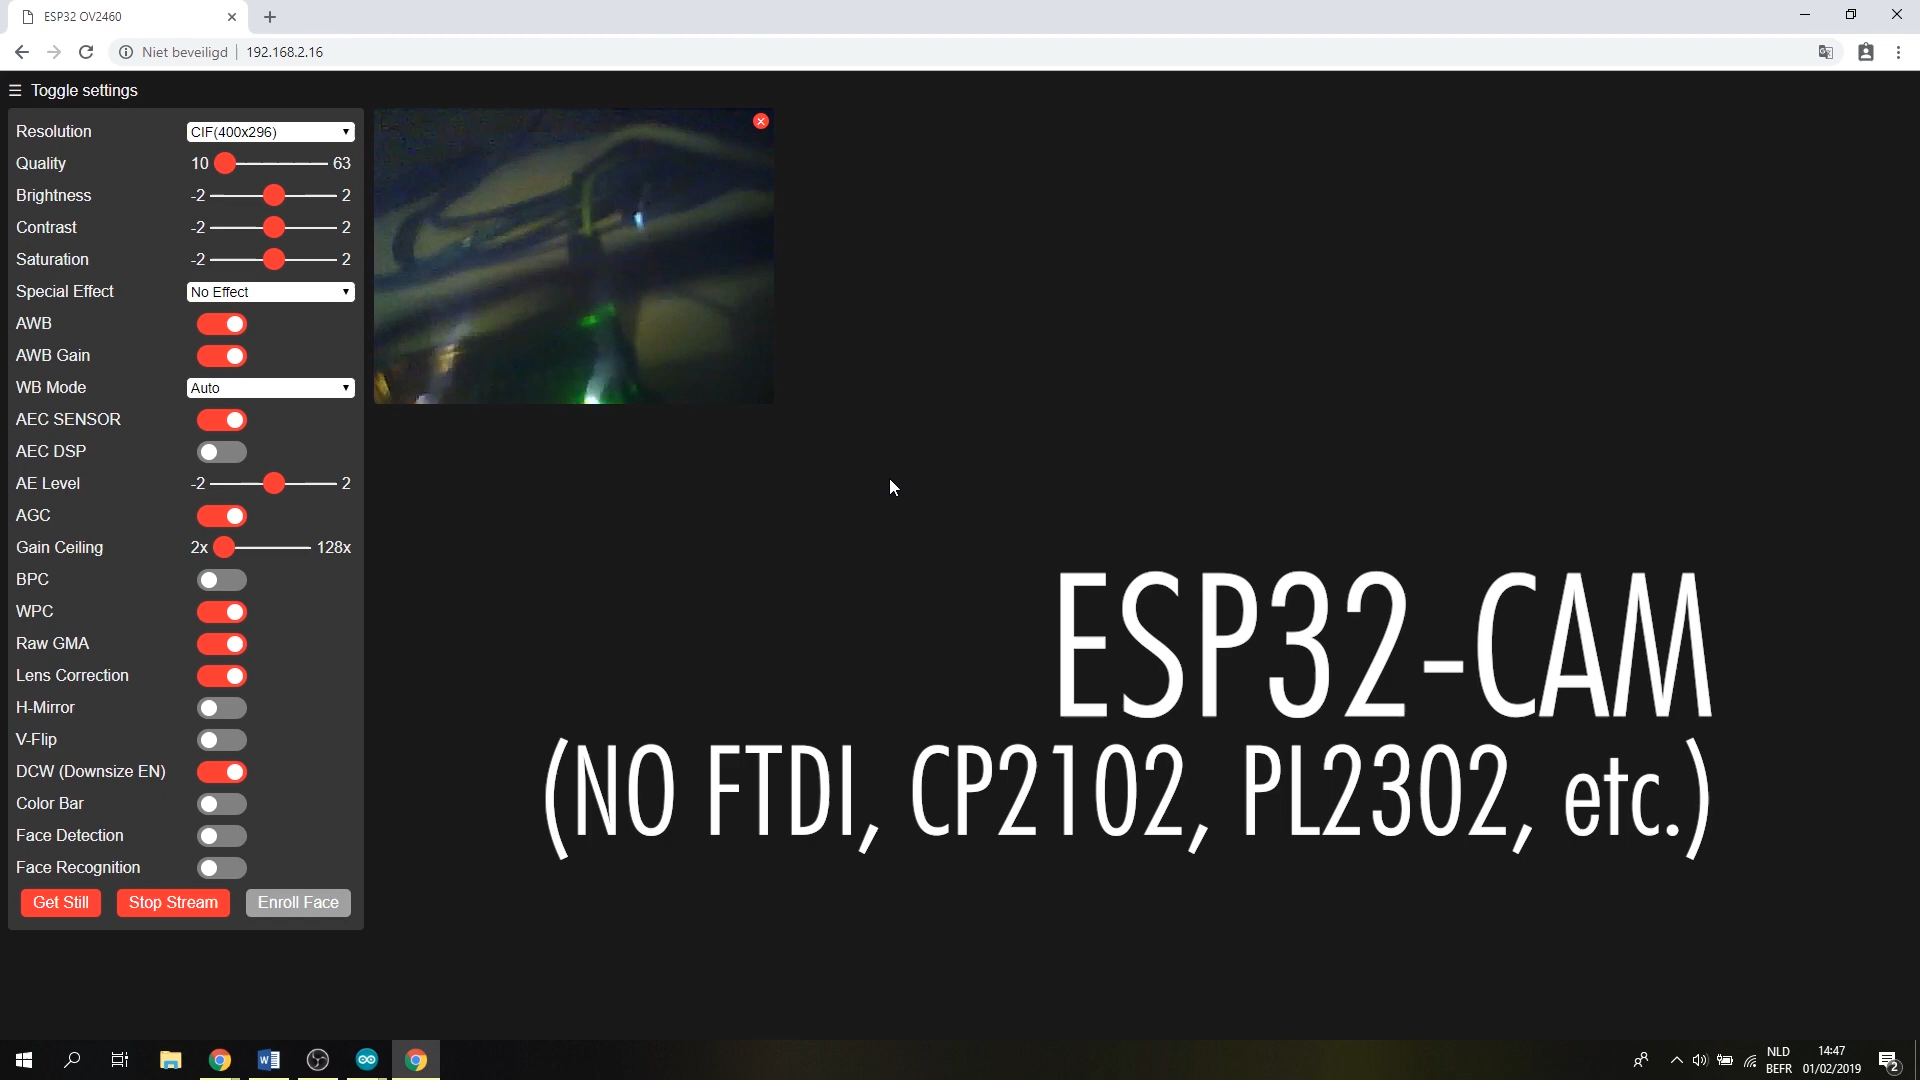 ESP32 OV2460
Niet beveiligd | 192.168.2.16
☰ Toggle settings
Resolution CIF(400x296)
Quality 10 63
Brightness -2 2
Contrast -2 2
Saturation -2 2
Special Effect No Effect
AWB
AWB Gain
WB Mode Auto
AEC SENSOR
AEC DSP
AE Level -2 2
AGC
Gain Ceiling 2x 128x
BPC
WPC
Raw GMA
Lens Correction
H-Mirror
V-Flip
DCW (Downsize EN)
Color Bar
Face Detection
Face Recognition
Get Still Stop Stream Enroll Face
ESP32-CAM
(NO FTDI, CP2102, PL2302, etc.)
NLD 14:47
BEFR 01/02/2019 2